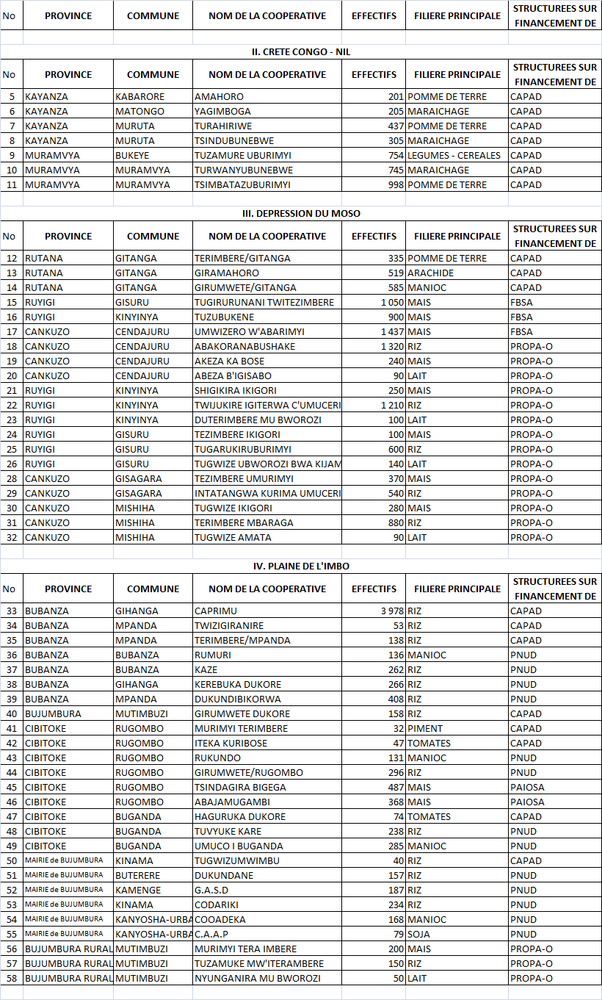 No PROVINCE COMMUNE NOM DE LA COOPERATIVE EFFECTIFS FILIERE PRINCIPALE STRUCTUREES SUR FINANCEMENT DE
II. CRETE CONGO - NIL
No PROVINCE COMMUNE NOM DE LA COOPERATIVE EFFECTIFS FILIERE PRINCIPALE STRUCTUREES SUR FINANCEMENT DE
5 KAYANZA KABARORE AMAHORO 201 POMME DE TERRE CAPAD
6 KAYANZA MATONGO YAGIMBOGA 205 MARAICHAGE CAPAD
7 KAYANZA MURUTA TURAHIRIWE 437 POMME DE TERRE CAPAD
8 KAYANZA MURUTA TSINDUBUNEBWE 305 MARAICHAGE CAPAD
9 MURAMVYA BUKEYE TUZAMURE UBURIMYI 754 LEGUMES - CEREALES CAPAD
10 MURAMVYA MURAMVYA TURWANYUBUNEBWE 745 MARAICHAGE CAPAD
11 MURAMVYA MURAMVYA TSIMBATAZUBURIMYI 998 POMME DE TERRE CAPAD
III. DEPRESSION DU MOSO
No PROVINCE COMMUNE NOM DE LA COOPERATIVE EFFECTIFS FILIERE PRINCIPALE STRUCTUREES SUR FINANCEMENT DE
12 RUTANA GITANGA TERIMBERE/GITANGA 335 POMME DE TERRE CAPAD
13 RUTANA GITANGA GIRAMAHORO 519 ARACHIDE CAPAD
14 RUTANA GITANGA GIRUMWETE/GITANGA 585 MANIOC CAPAD
15 RUYIGI GISURU TUGIRURUNANI TWITEZIMBERE 1 050 MAIS FBSA
16 RUYIGI KINYINYA TUZUBUKENE 900 MAIS FBSA
17 CANKUZO CENDAJURU UMWIZERO W'ABARIMYI 1 437 MAIS FBSA
18 CANKUZO CENDAJURU ABAKORANABUSHAKE 1 320 RIZ PROPA-O
19 CANKUZO CENDAJURU AKEZA KA BOSE 240 MAIS PROPA-O
20 CANKUZO CENDAJURU ABEZA B'IGISABO 90 LAIT PROPA-O
21 RUYIGI KINYINYA SHIGIKIRA IKIGORI 250 MAIS PROPA-O
22 RUYIGI KINYINYA TWIJUKIRE IGITERWA C'UMUCERI 1 210 RIZ PROPA-O
23 RUYIGI KINYINYA DUTERIMBERE MU BWOROZI 100 LAIT PROPA-O
24 RUYIGI GISURU TEZIMBERE IKIGORI 100 MAIS PROPA-O
25 RUYIGI GISURU TUGARUKIRUBURIMYI 600 RIZ PROPA-O
26 RUYIGI GISURU TUGWIZE UBWOROZI BWA KIJAM 140 LAIT PROPA-O
28 CANKUZO GISAGARA TEZIMBERE UMURIMYI 370 MAIS PROPA-O
29 CANKUZO GISAGARA INTATANGWA KURIMA UMUCERI 540 RIZ PROPA-O
30 CANKUZO MISHIHA TUGWIZE IKIGORI 280 MAIS PROPA-O
31 CANKUZO MISHIHA TERIMBERE MBARAGA 880 RIZ PROPA-O
32 CANKUZO MISHIHA TUGWIZE AMATA 90 LAIT PROPA-O
IV. PLAINE DE L'IMBO
No PROVINCE COMMUNE NOM DE LA COOPERATIVE EFFECTIFS FILIERE PRINCIPALE STRUCTUREES SUR FINANCEMENT DE
33 BUBANZA GIHANGA CAPRIMU 3 978 RIZ CAPAD
34 BUBANZA MPANDA TWIZIGIRANIRE 53 RIZ CAPAD
35 BUBANZA MPANDA TERIMBERE/MPANDA 138 RIZ CAPAD
36 BUBANZA BUBANZA RUMURI 136 MANIOC PNUD
37 BUBANZA BUBANZA KAZE 262 RIZ PNUD
38 BUBANZA GIHANGA KEREBUKA DUKORE 266 RIZ PNUD
39 BUBANZA MPANDA DUKUNDIBIKORWA 408 RIZ PNUD
40 BUJUMBURA MUTIMBUZI GIRUMWETE DUKORE 158 RIZ CAPAD
41 CIBITOKE RUGOMBO MURIMYI TERIMBERE 32 PIMENT CAPAD
42 CIBITOKE RUGOMBO ITEKA KURIBOSE 47 TOMATES CAPAD
43 CIBITOKE RUGOMBO RUKUNDO 131 MANIOC PNUD
44 CIBITOKE RUGOMBO GIRUMWETE/RUGOMBO 296 RIZ PNUD
45 CIBITOKE RUGOMBO TSINDAGIRA BIGEGA 487 MAIS PAIOSA
46 CIBITOKE RUGOMBO ABAJAMUGAMBI 368 MAIS PAIOSA
47 CIBITOKE BUGANDA HAGURUKA DUKORE 74 TOMATES CAPAD
48 CIBITOKE BUGANDA TUVYUKE KARE 238 RIZ PNUD
49 CIBITOKE BUGANDA UMUCO I BUGANDA 285 MANIOC PNUD
50 MAIRIE de BUJUMBURA KINAMA TUGWIZUMWIMBU 40 RIZ CAPAD
51 MAIRIE de BUJUMBURA BUTERERE DUKUNDANE 157 RIZ PNUD
52 MAIRIE de BUJUMBURA KAMENGE G.A.S.D 187 RIZ PNUD
53 MAIRIE de BUJUMBURA KINAMA CODARIKI 234 RIZ PNUD
54 MAIRIE de BUJUMBURA KANYOSHA-URBA COOADEKA 168 MANIOC PNUD
55 MAIRIE de BUJUMBURA KANYOSHA-URBA C.A.A.P 79 SOJA PNUD
56 BUJUMBURA RURAL MUTIMBUZI MURIMYI TERA IMBERE 200 MAIS PROPA-O
57 BUJUMBURA RURAL MUTIMBUZI TUZAMUKE MW'ITERAMBERE 150 RIZ PROPA-O
58 BUJUMBURA RURAL MUTIMBUZI NYUNGANIRA MU BWOROZI 50 LAIT PROPA-O